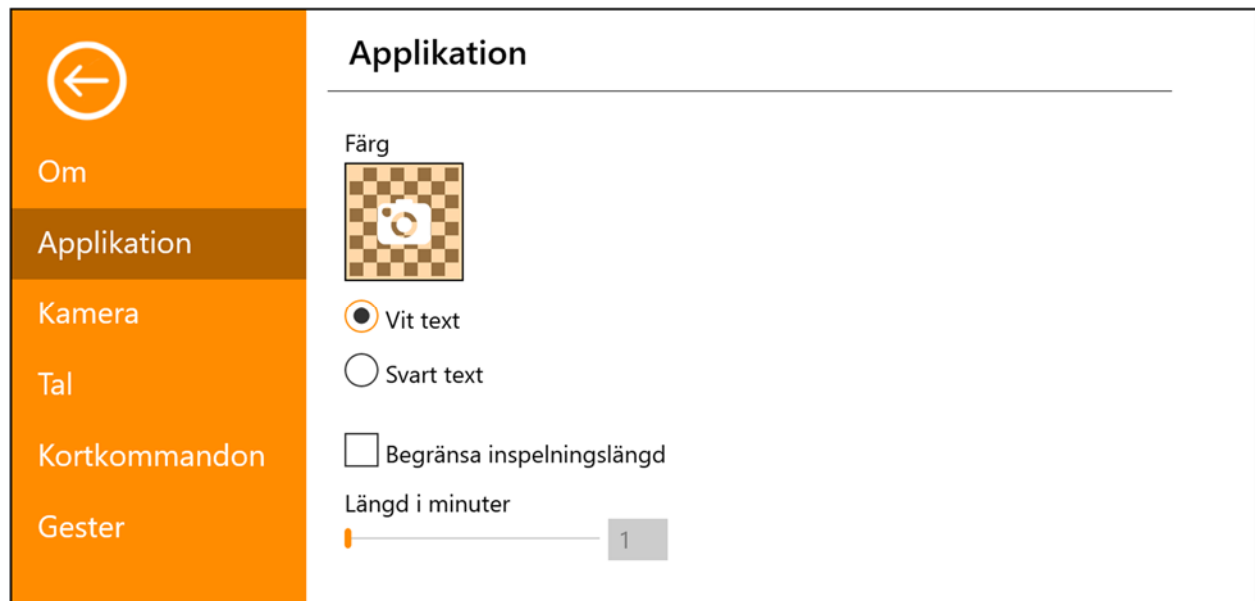 Applikation
Om
Applikation
Kamera
Tal
Kortkommandon
Gester
Färg
Vit text
Svart text
Begränsa inspelningslängd
Längd i minuter
1